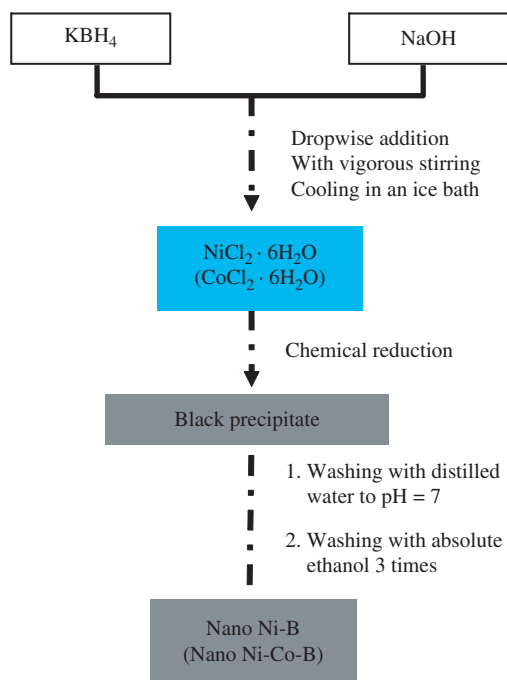 KBH₄
NaOH
Dropwise addition
With vigorous stirring
Cooling in an ice bath
NiCl₂ · 6H₂O
(CoCl₂ · 6H₂O)
Chemical reduction
Black precipitate
1. Washing with distilled
water to pH = 7
2. Washing with absolute
ethanol 3 times
Nano Ni-B
(Nano Ni-Co-B)